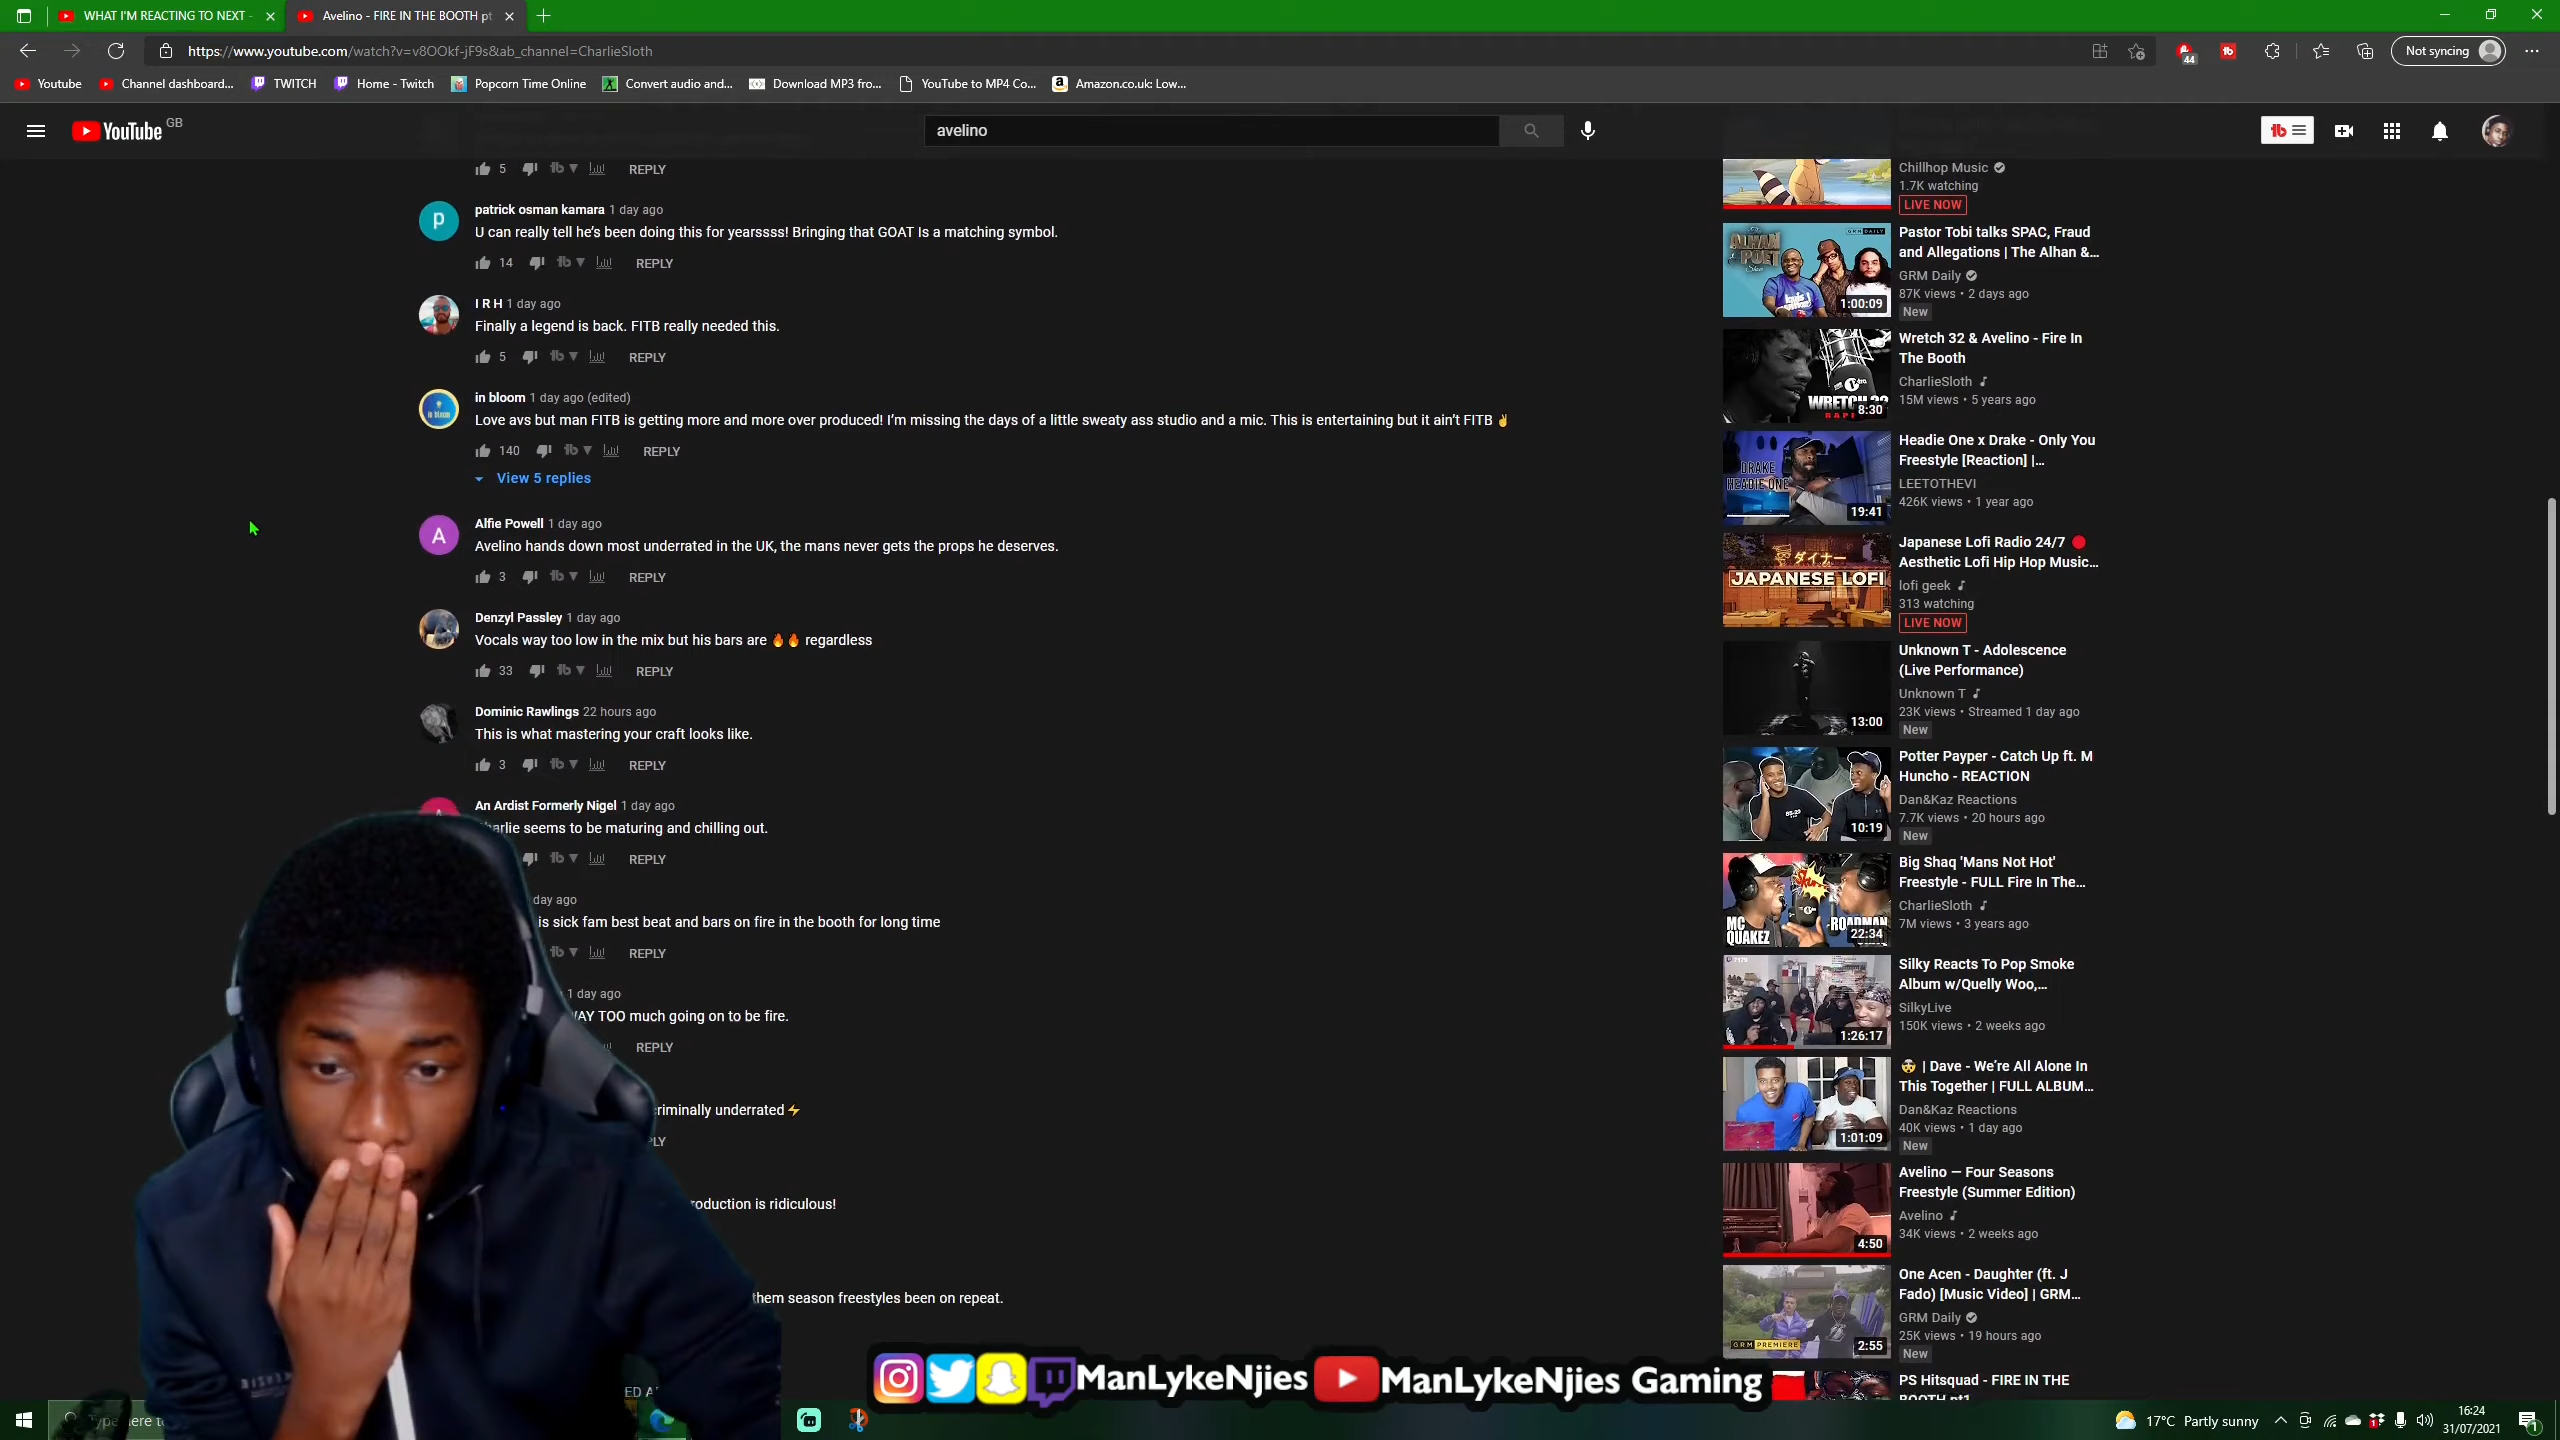 WHAT I'M REACTING TO NEXT -
Avelino - FIRE IN THE BOOTH pt
https://www.youtube.com/watch?v=v8OOkf-jF9s&ab_channel=CharlieSloth
44
Not syncing
Youtube
Channel dashboard...
TWITCH
Home - Twitch
Popcorn Time Online
Convert audio and...
Download MP3 fro...
YouTube to MP4 Co...
Amazon.co.uk: Low...
YouTube GB
avelino
5 REPLY
patrick osman kamara 1 day ago
U can really tell he's been doing this for yearssss! Bringing that GOAT Is a matching symbol.
14 REPLY
I R H 1 day ago
Finally a legend is back. FITB really needed this.
5 REPLY
in bloom 1 day ago (edited)
Love avs but man FITB is getting more and more over produced! I'm missing the days of a little sweaty ass studio and a mic. This is entertaining but it ain't FITB ✌
140 REPLY
View 5 replies
Alfie Powell 1 day ago
Avelino hands down most underrated in the UK, the mans never gets the props he deserves.
3 REPLY
Denzyl Passley 1 day ago
Vocals way too low in the mix but his bars are 🔥🔥 regardless
33 REPLY
Dominic Rawlings 22 hours ago
This is what mastering your craft looks like.
3 REPLY
An Ardist Formerly Nigel 1 day ago
harlie seems to be maturing and chilling out.
REPLY
day ago
is sick fam best beat and bars on fire in the booth for long time
REPLY
1 day ago
WAY TOO much going on to be fire.
REPLY
criminally underrated⚡
PLY
roduction is ridiculous!
them season freestyles been on repeat.
Chillhop Music
1.7K watching
LIVE NOW
Pastor Tobi talks SPAC, Fraud
and Allegations | The Alhan &...
GRM Daily
87K views • 2 days ago
New
1:00:09
Wretch 32 & Avelino - Fire In
The Booth
CharlieSloth
15M views • 5 years ago
WRETCH 32
8:30
Headie One x Drake - Only You
Freestyle [Reaction] |...
LEETOTHEVI
426K views • 1 year ago
DRAKE
HEADIE ONE
19:41
Japanese Lofi Radio 24/7 🔴
Aesthetic Lofi Hip Hop Music...
lofi geek
313 watching
LIVE NOW
ダイナー
JAPANESE LOFI
Unknown T - Adolescence
(Live Performance)
Unknown T
23K views • Streamed 1 day ago
New
13:00
Potter Payper - Catch Up ft. M
Huncho - REACTION
Dan&Kaz Reactions
7.7K views • 20 hours ago
New
10:19
Big Shaq 'Mans Not Hot'
Freestyle - FULL Fire In The...
CharlieSloth
7M views • 3 years ago
MC QUAKEZ
ROADMAN
22:34
Silky Reacts To Pop Smoke
Album w/Quelly Woo,...
SilkyLive
150K views • 2 weeks ago
1:26:17
🤯 | Dave - We're All Alone In
This Together | FULL ALBUM...
Dan&Kaz Reactions
40K views • 1 day ago
New
1:01:09
Avelino — Four Seasons
Freestyle (Summer Edition)
Avelino
34K views • 2 weeks ago
4:50
One Acen - Daughter (ft. J
Fado) [Music Video] | GRM...
GRM Daily
25K views • 19 hours ago
New
GRM PREMIERE
2:55
PS Hitsquad - FIRE IN THE
BOOTH pt1
ManLykeNjies ManLykeNjies Gaming
17°C Partly sunny
16:24
31/07/2021